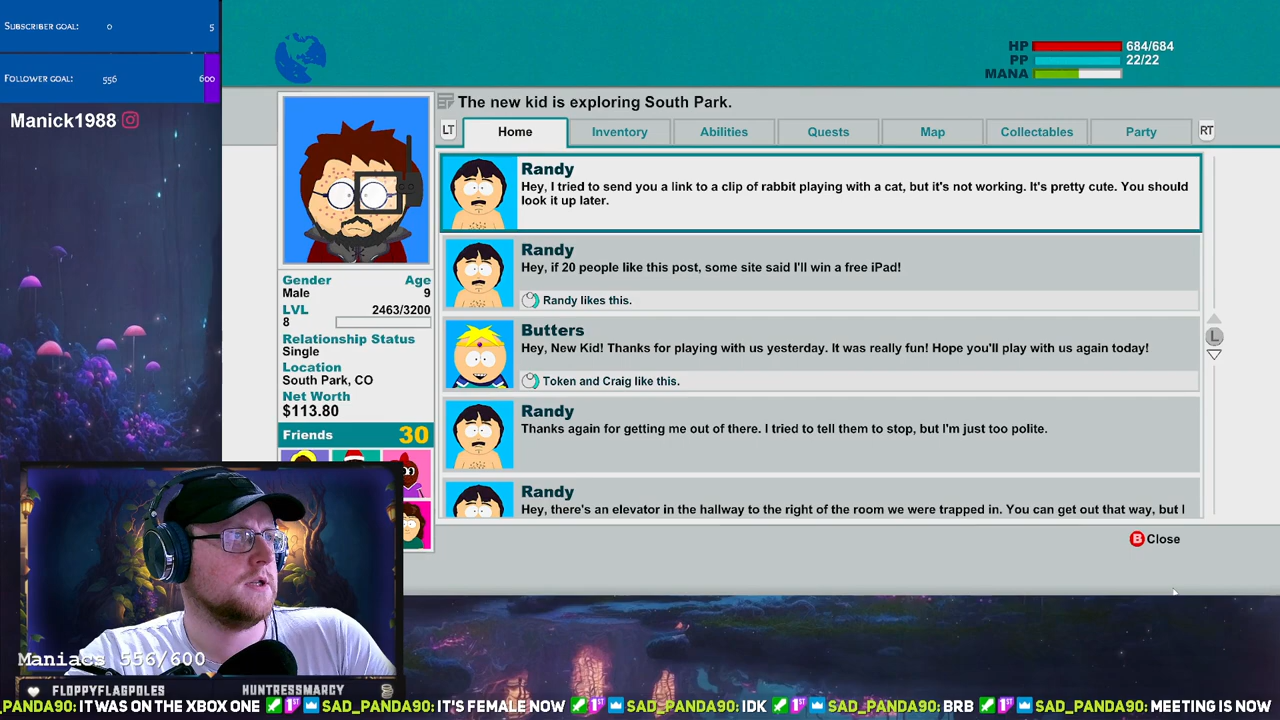 SUBSCRIBER GOAL: 0 5
FOLLOWER GOAL: 556 600
Manick1988
HP 684/684
PP 22/22
MANA
The new kid is exploring South Park.
LT Home Inventory Abilities Quests Map Collectables Party RT
Randy
Hey, I tried to send you a link to a clip of rabbit playing with a cat, but it's not working. It's pretty cute. You should
look it up later.
Randy
Hey, if 20 people like this post, some site said I'll win a free iPad!
Randy likes this.
Butters
Hey, New Kid! Thanks for playing with us yesterday. It was really fun! Hope you'll play with us again today!
Token and Craig like this.
Randy
Thanks again for getting me out of there. I tried to tell them to stop, but I'm just too polite.
Randy
Hey, there's an elevator in the hallway to the right of the room we were trapped in. You can get out that way, but I
L
B Close
Gender Age
Male 9
LVL 2463/3200
8
Relationship Status
Single
Location
South Park, CO
Net Worth
$113.80
Friends 30
Maniacs 556/600
FLOPPYFLAGPOLES HUNTRESSMARCY
_PANDA90: IT WAS ON THE XBOX ONE 1ST SAD_PANDA90: IT'S FEMALE NOW 1ST SAD_PANDA90: IDK 1ST SAD_PANDA90: BRB 1ST SAD_PANDA90: MEETING IS NOW